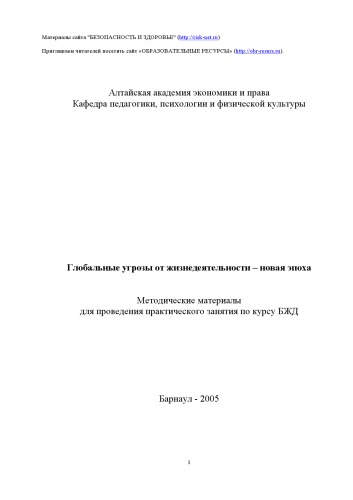 Материалы сайта "БЕЗОПАСНОСТЬ И ЗДОРОВЬЕ" (http://risk-net.ru)
Приглашаем читателей посетить сайт «ОБРАЗОВАТЕЛЬНЫЕ РЕСУРСЫ» (http://obr-resurs.ru).
Алтайская академия экономики и права
Кафедра педагогики, психологии и физической культуры
Глобальные угрозы от жизнедеятельности – новая эпоха
Методические материалы
для проведения практического занятия по курсу БЖД
Барнаул - 2005
1